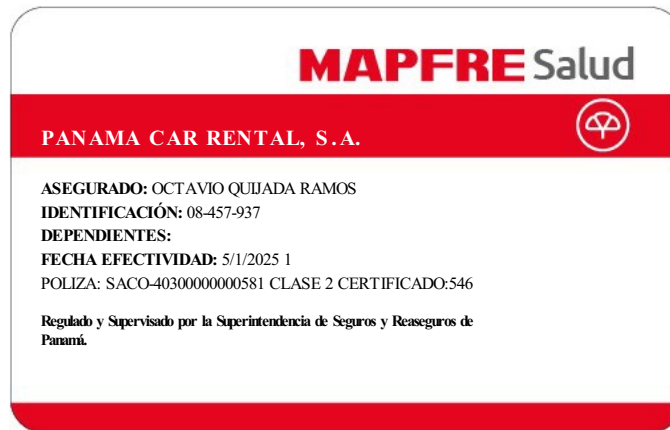 MAPFRE Salud
PANAMA CAR RENTAL, S.A.
ASEGURADO: OCTAVIO QUIJADA RAMOS
IDENTIFICACIÓN: 08-457-937
DEPENDIENTES:
FECHA EFECTIVIDAD: 5/1/2025 1
POLIZA: SACO-40300000000581 CLASE 2 CERTIFICADO:546
Regulado y Supervisado por la Superintendencia de Seguros y Reaseguros de
Panamá.